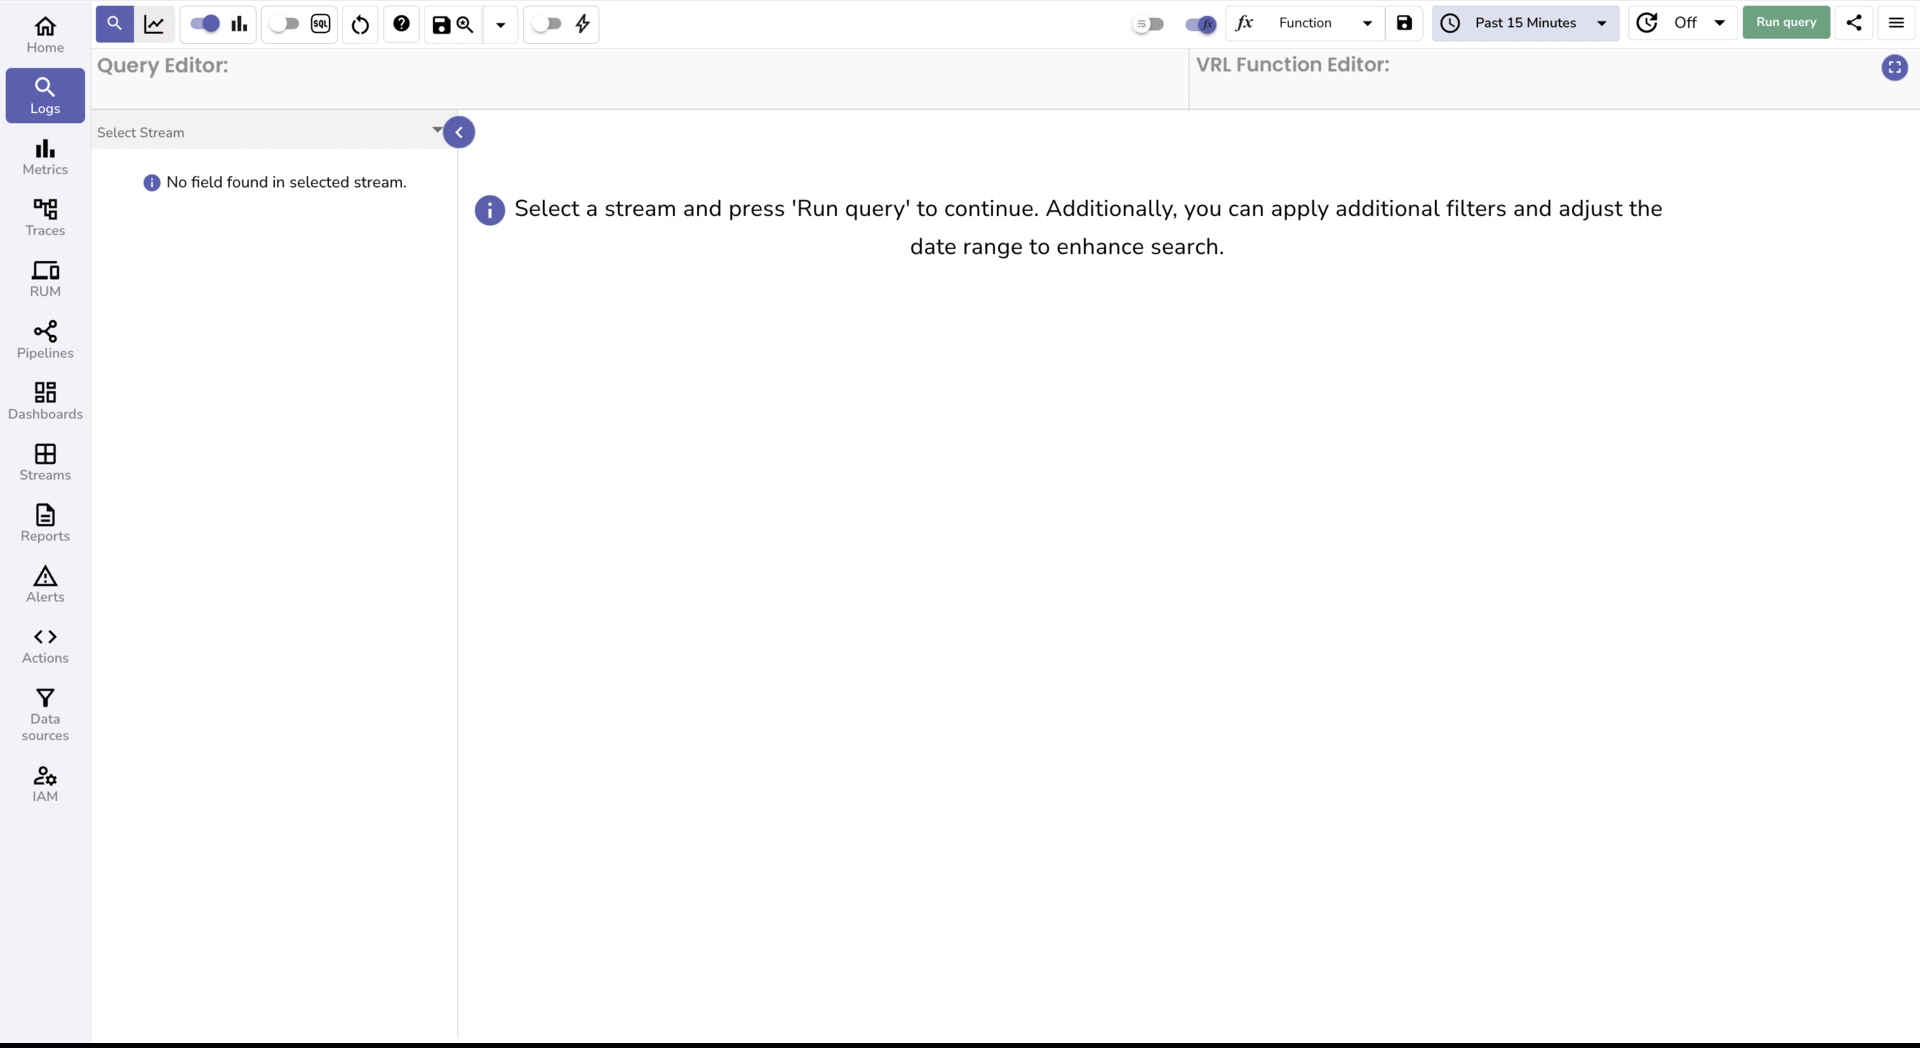 Home
Logs
Metrics
Traces
RUM
Pipelines
Dashboards
Streams
Reports
Alerts
Actions
Data
sources
IAM
SQL
fx
fx
Function
Past 15 Minutes
Off
Run query
Query Editor:
VRL Function Editor:
Select Stream
No field found in selected stream.
Select a stream and press 'Run query' to continue. Additionally, you can apply additional filters and adjust the
date range to enhance search.